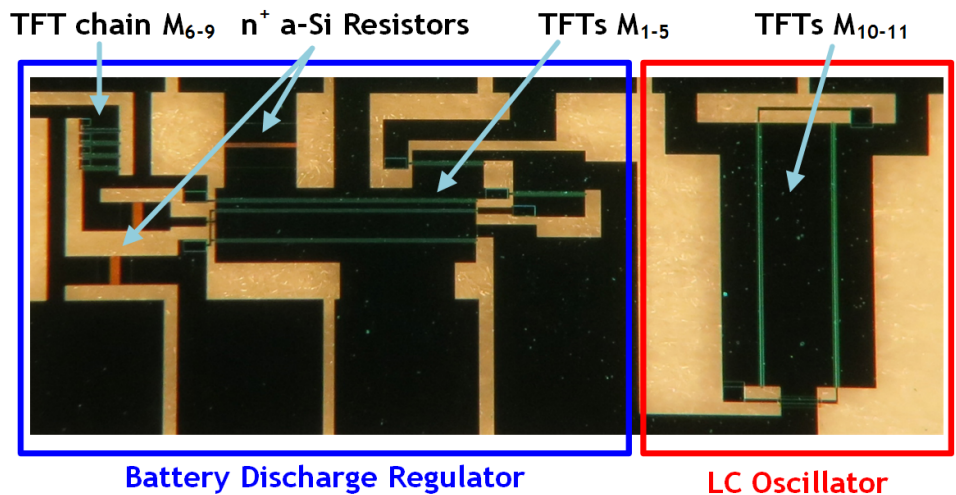 TFT chain M6-9 n+ a-Si Resistors TFTs M1-5 TFTs M10-11
Battery Discharge Regulator
LC Oscillator